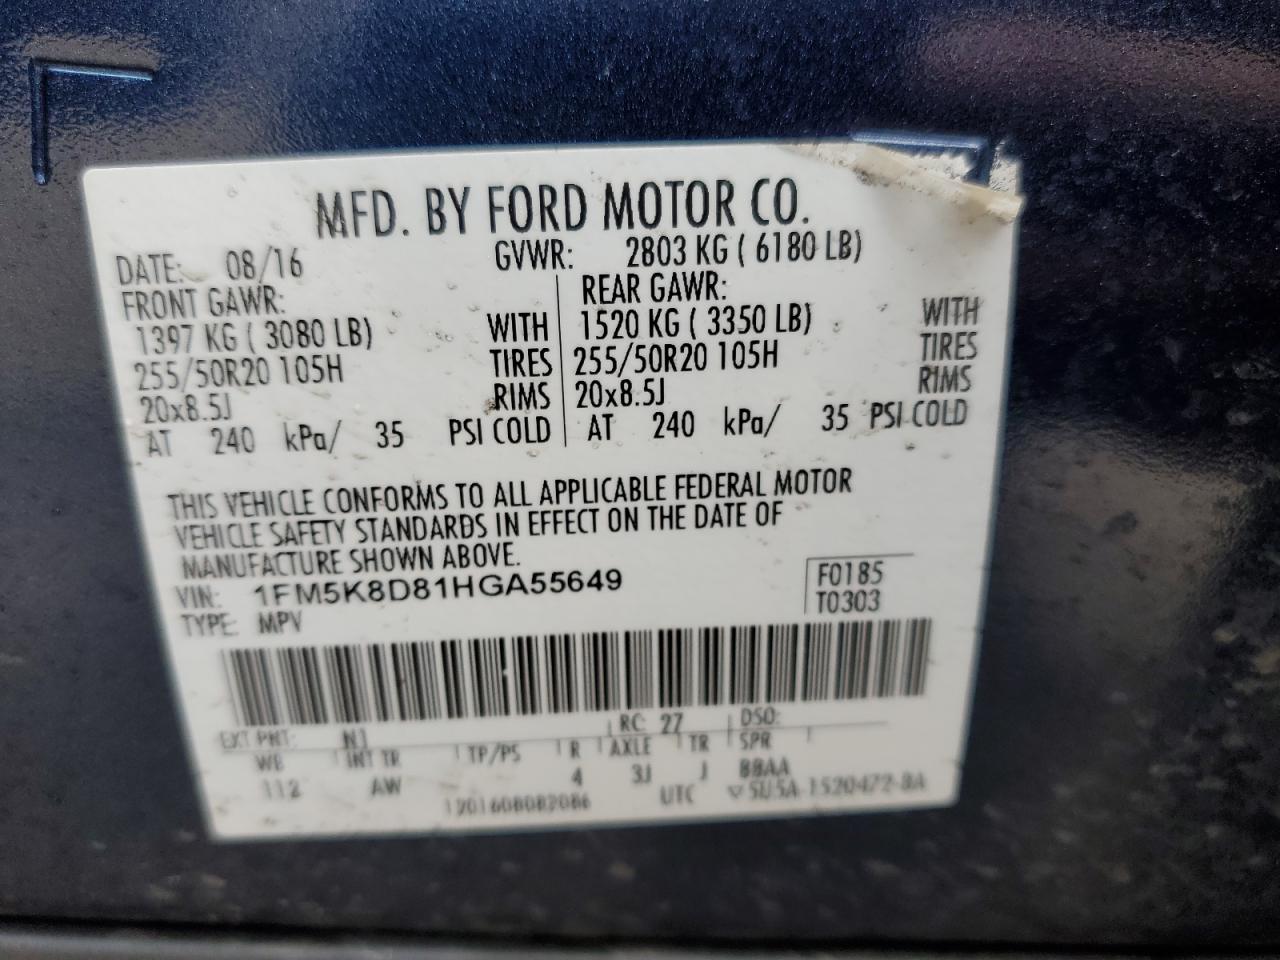 MFD. BY FORD MOTOR CO.
DATE: 08/16 GVWR: 2803 KG ( 6180 LB)
FRONT GAWR: REAR GAWR:
1397 KG ( 3080 LB) WITH 1520 KG ( 3350 LB) WITH
255/50R20 105H TIRES 255/50R20 105H TIRES
20x8.5J RIMS 20x8.5J RIMS
AT 240 kPa/ 35 PSI COLD AT 240 kPa/ 35 PSI COLD
THIS VEHICLE CONFORMS TO ALL APPLICABLE FEDERAL MOTOR
VEHICLE SAFETY STANDARDS IN EFFECT ON THE DATE OF
MANUFACTURE SHOWN ABOVE.
VIN: 1FM5K8D81HGA55649 F0185
TYPE: MPV T0303
EXT PNT: N1 RC: 27 DSO:
WB INT TR TP/PS R AXLE TR SPR
112 AW 4 3J J BBAA
1201608082086 UTC ▽5U5A-1520472-BA